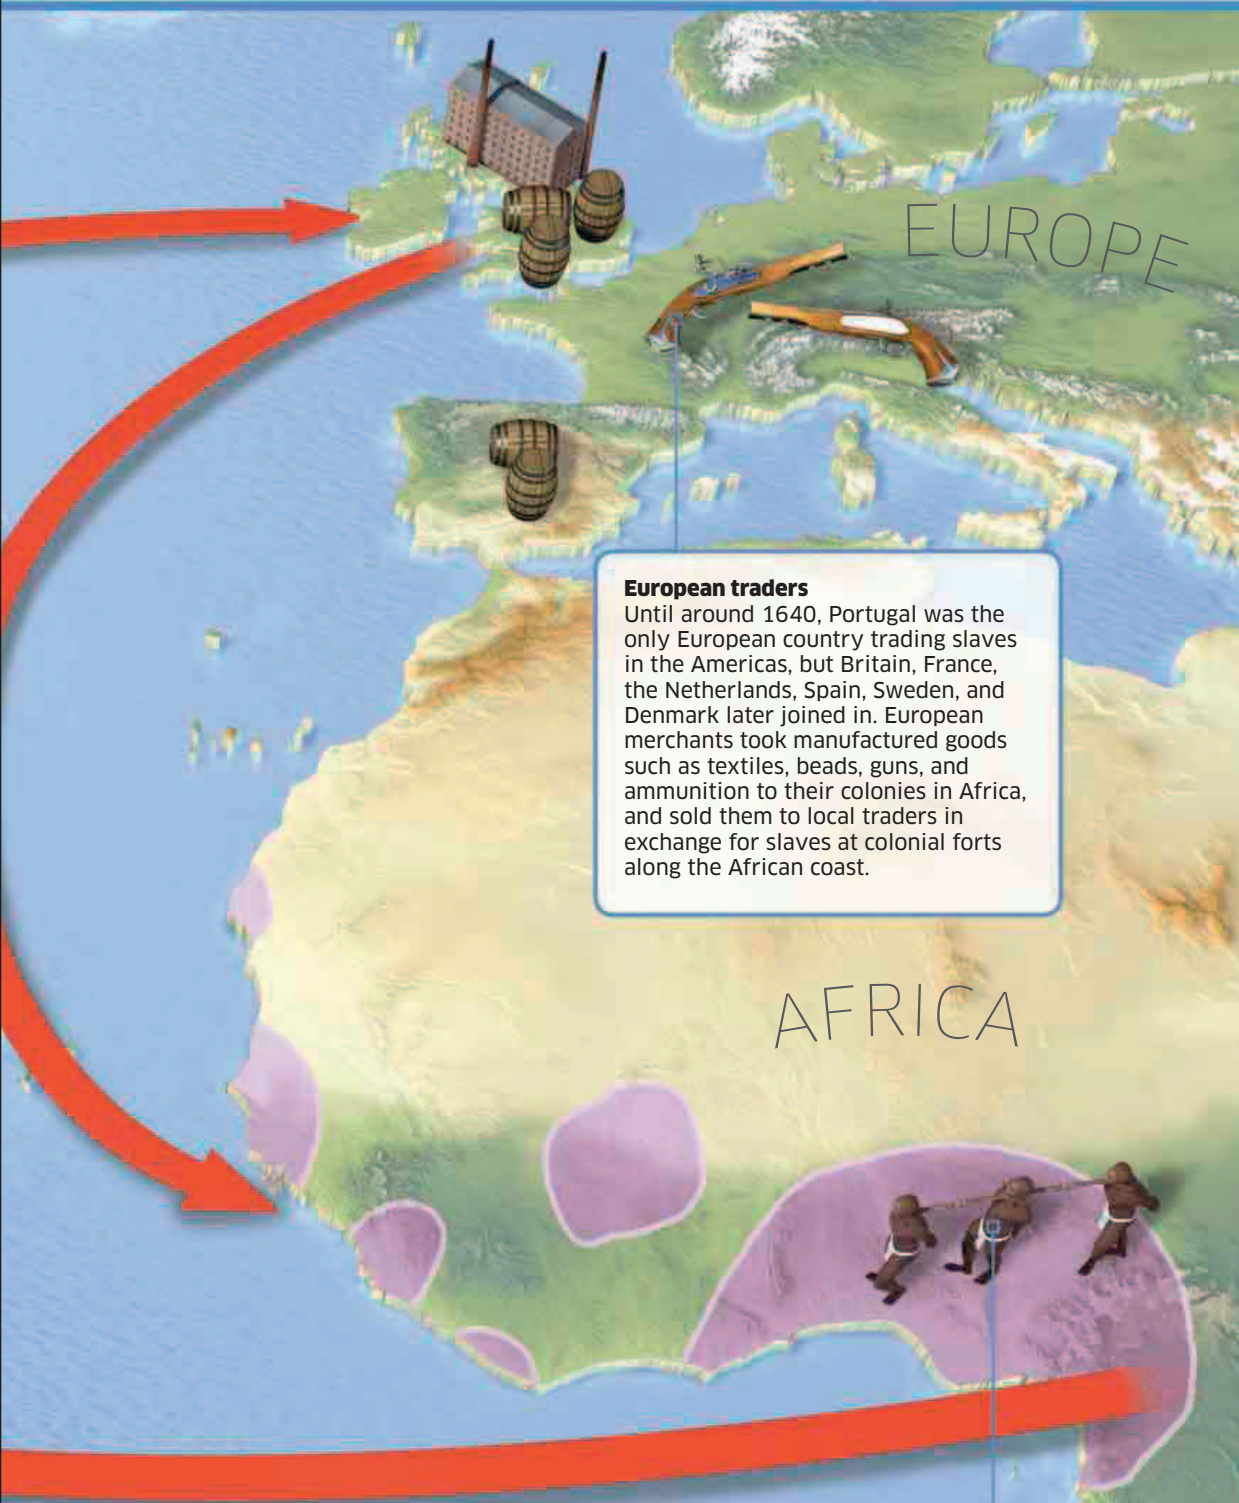 EUROPE
European traders
Until around 1640, Portugal was the
only European country trading slaves
in the Americas, but Britain, France,
the Netherlands, Spain, Sweden, and
Denmark later joined in. European
merchants took manufactured goods
such as textiles, beads, guns, and
ammunition to their colonies in Africa,
and sold them to local traders in
exchange for slaves at colonial forts
along the African coast.
AFRICA